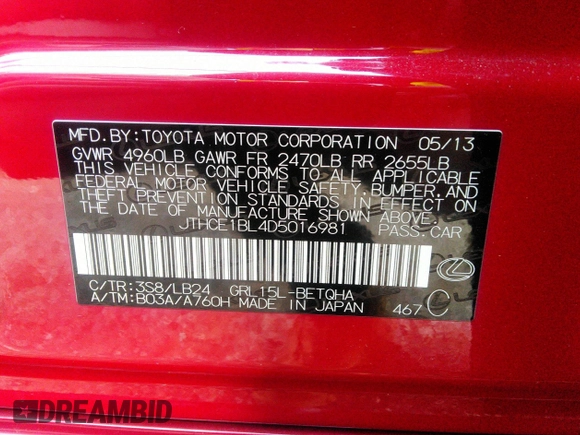 MFD. BY: TOYOTA MOTOR CORPORATION 05/13
GVWR 4960LB GAWR FR 2470LB RR 2655LB
THIS VEHICLE CONFORMS TO ALL APPLICABLE
FEDERAL MOTOR VEHICLE SAFETY, BUMPER, AND
THEFT PREVENTION STANDARDS IN EFFECT ON
THE DATE OF MANUFACTURE SHOWN ABOVE.
JTHCE1BL4D5016981 PASS.CAR
C/TR: 3S8/LB24 GRL15L-BETQHA
A/TM: B03A/A760H MADE IN JAPAN 467 C
DREAMBID